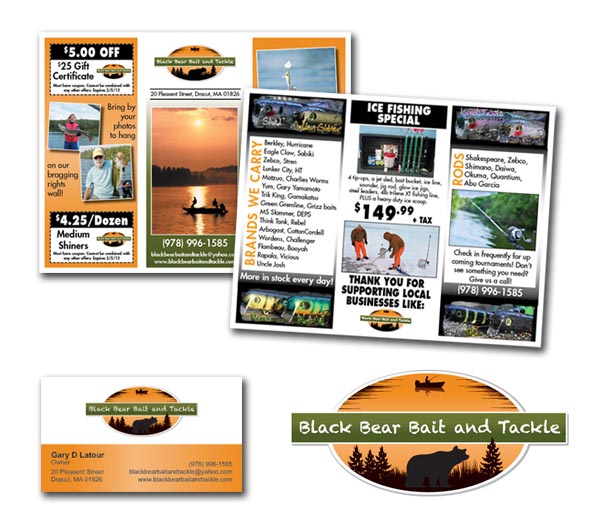 $5.00 OFF
$25 Gift
Certificate
Must have coupon. Cannot be combined with
any other offers. Expires 5/5/13
Bring by
your
photos
to hang
on our
bragging
rights
wall!
$4.25/Dozen
Medium
Shiners
Must have coupon. Cannot be combined with
any other offers. Expires 5/5/13
Black Bear Bait and Tackle
20 Pleasent Street, Dracut, MA 01826
(978) 996-1585
blackbearbaitandtackle@yahoo.com
www.blackbearbaitandtackle.com
BRANDS WE CARRY
Berkley, Hurricone
Eagle Claw, Sabiki
Zebco, Stren
Lunker City, HT
Matzuo, Charlies Worms
Yum, Gary Yamamoto
Trik King, Gamakatsu
Green Gremline, Grizz baits
MS Slammer, DEPS
Think Tank, Rebel
Arbogast, CottonCordell
Wordens, Challenger
Flambeau, Booyah
Rapala, Vicious
Uncle Josh
More in stock every day!
ICE FISHING
SPECIAL
4 tip-ups, a jet sled, bait bucket, ice line,
sounder, jig rod, glow ice jigs,
steel leaders, 4lb trilene XT fishing line,
PLUS a heavy duty ice scoop.
$149.99
+ TAX
THANK YOU FOR
SUPPORTING LOCAL
BUSINESSES LIKE:
Black Bear Bait and Tackle
RODS
Shakespeare, Zebco,
Shimano, Daiwa,
Okuma, Quantium,
Abu Garcia
Check in frequently for up
coming tournaments! Don't
see something you need?
Give us a call!
(978) 996-1585
Black Bear Bait and Tackle
Gary D Latour
Owner
20 Pleasant Street
Dracut, MA 01826
(978) 996-1585
blackbearbaitandtackle@yahoo.com
www.blackbearbaitandtackle.com
Black Bear Bait and Tackle